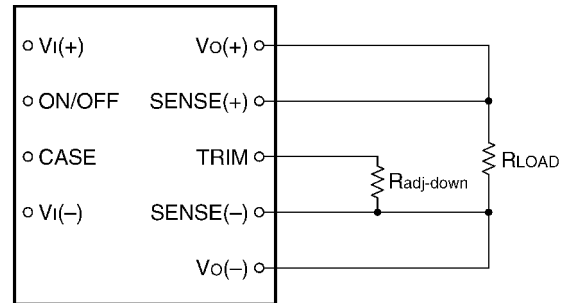 VI(+) VO(+)
ON/OFF SENSE(+)
CASE TRIM
RLOAD
Radj-down
VI(–) SENSE(–)
VO(–)